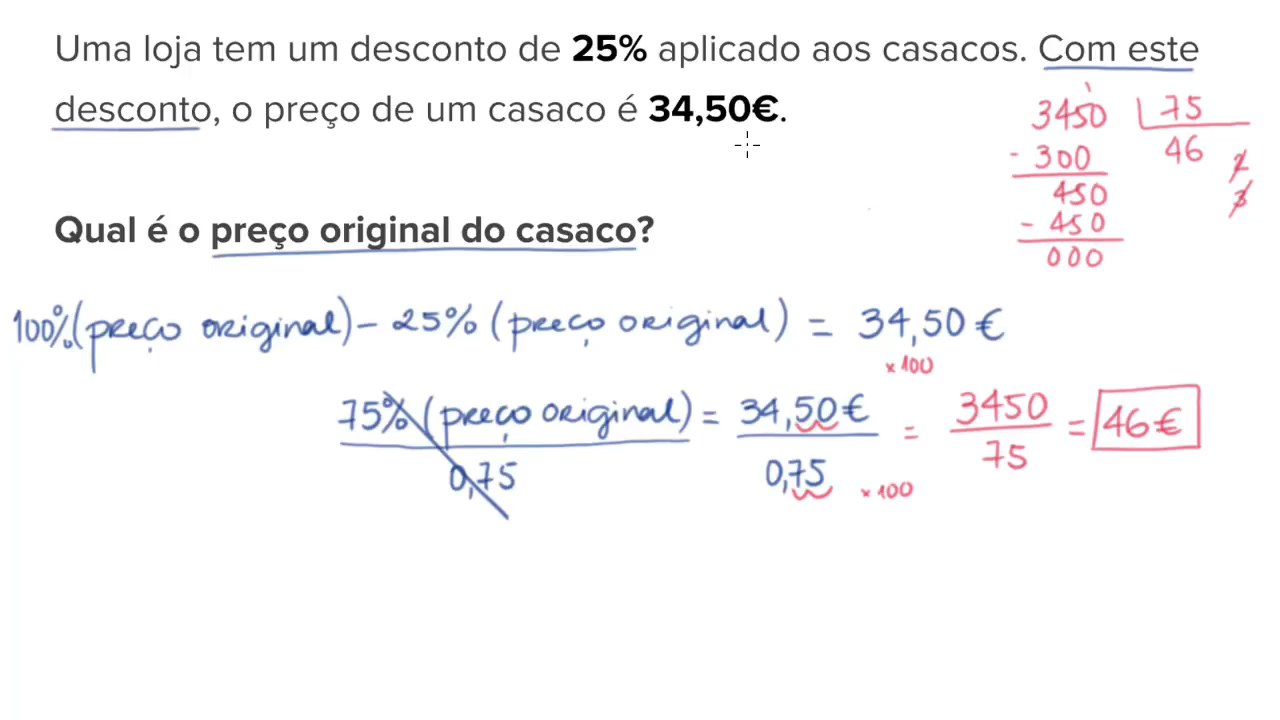 Uma loja tem um desconto de 25% aplicado aos casacos. Com este
desconto, o preço de um casaco é 34,50€.
3450 75
- 300 46
450
- 450
000
2
3
Qual é o preço original do casaco?
100% (preço original) - 25% (preço original) = 34,50 €
x 100
75% (preço original) = 34,50 € = 3450 = 46 €
0,75 0,75 x 100 75